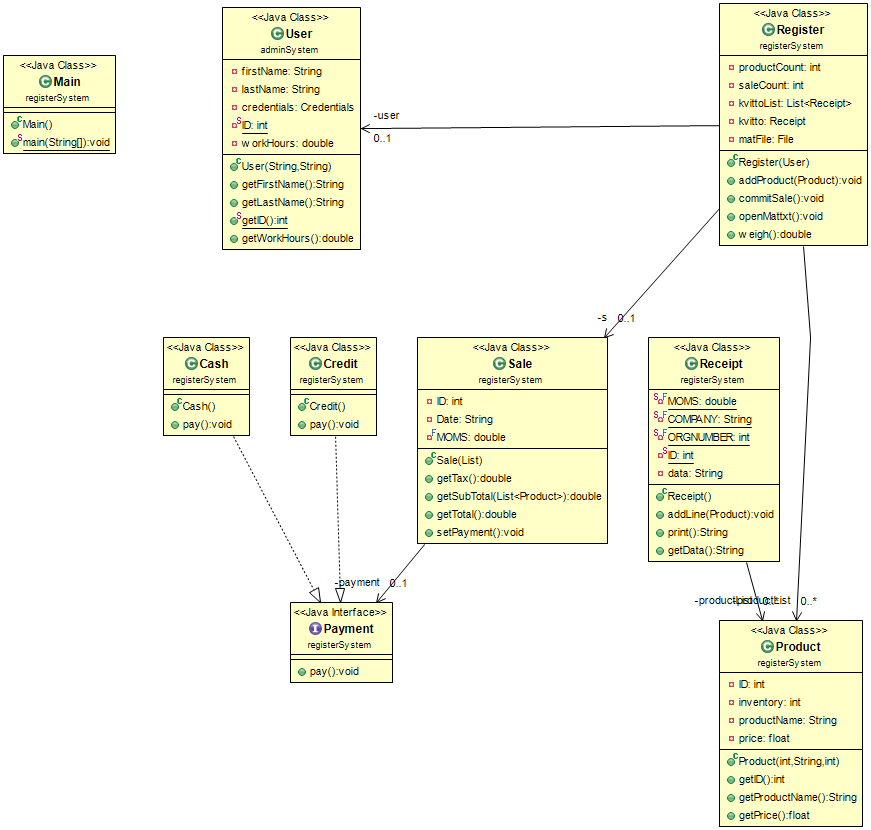 <<Java Class>>
Main
registerSystem
Main()
main(String[]):void
<<Java Class>>
User
adminSystem
firstName: String
lastName: String
credentials: Credentials
ID: int
workHours: double
User(String,String)
getFirstName():String
getLastName():String
getID():int
getWorkHours():double
-user
0..1
<<Java Class>>
Register
registerSystem
productCount: int
saleCount: int
kvittoList: List<Receipt>
kvitto: Receipt
matFile: File
Register(User)
addProduct(Product):void
commitSale():void
openMattxt():void
weigh():double
-s 0..1
<<Java Class>>
Cash
registerSystem
Cash()
pay():void
<<Java Class>>
Credit
registerSystem
Credit()
pay():void
<<Java Class>>
Sale
registerSystem
ID: int
Date: String
MOMS: double
Sale(List)
getTax():double
getSubTotal(List<Product>):double
getTotal():double
setPayment():void
<<Java Class>>
Receipt
registerSystem
MOMS: double
COMPANY: String
ORGNUMBER: int
ID: int
data: String
Receipt()
addLine(Product):void
print():String
getData():String
-payment 0..1
<<Java Interface>>
Payment
registerSystem
pay():void
-productList 0..*
<<Java Class>>
Product
registerSystem
ID: int
inventory: int
productName: String
price: float
Product(int,String,int)
getID():int
getProductName():String
getPrice():float